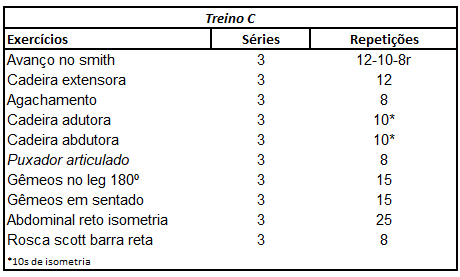 Treino C
Exercícios Séries Repetições
Avanço no smith 3 12-10-8r
Cadeira extensora 3 12
Agachamento 3 8
Cadeira adutora 3 10*
Cadeira abdutora 3 10*
Puxador articulado 3 8
Gêmeos no leg 180º 3 15
Gêmeos em sentado 3 15
Abdominal reto isometria 3 25
Rosca scott barra reta 3 8
*10s de isometria